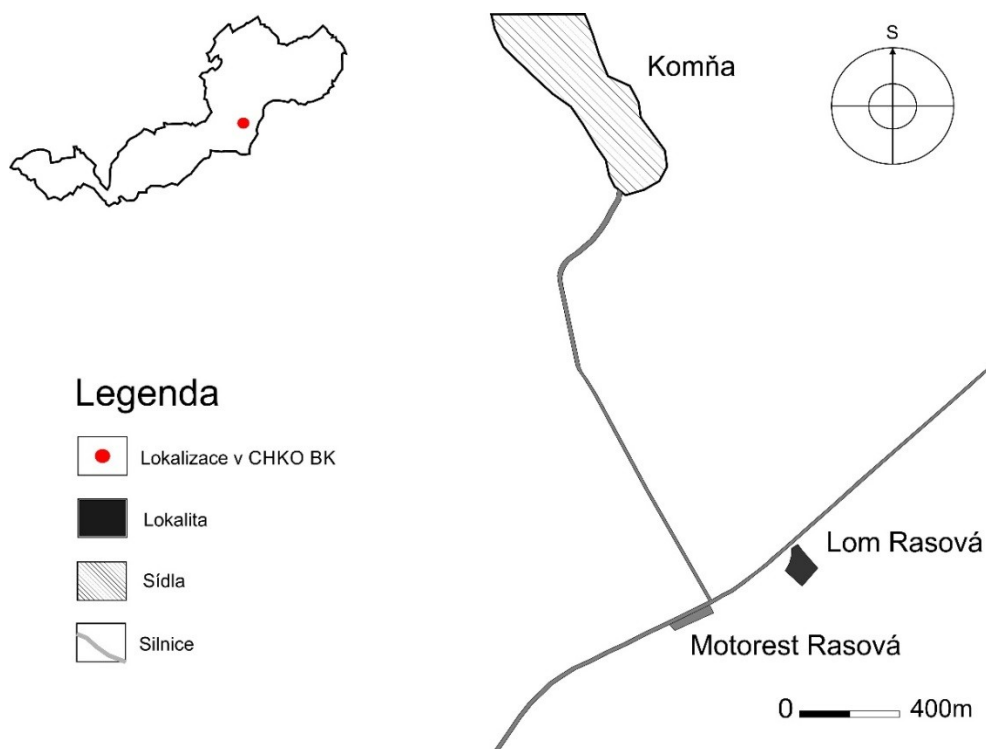 Komňa
S
Legenda
Lokalizace v CHKO BK
Lokalita
Sídla
Silnice
Lom Rasová
Motorest Rasová
0 400m